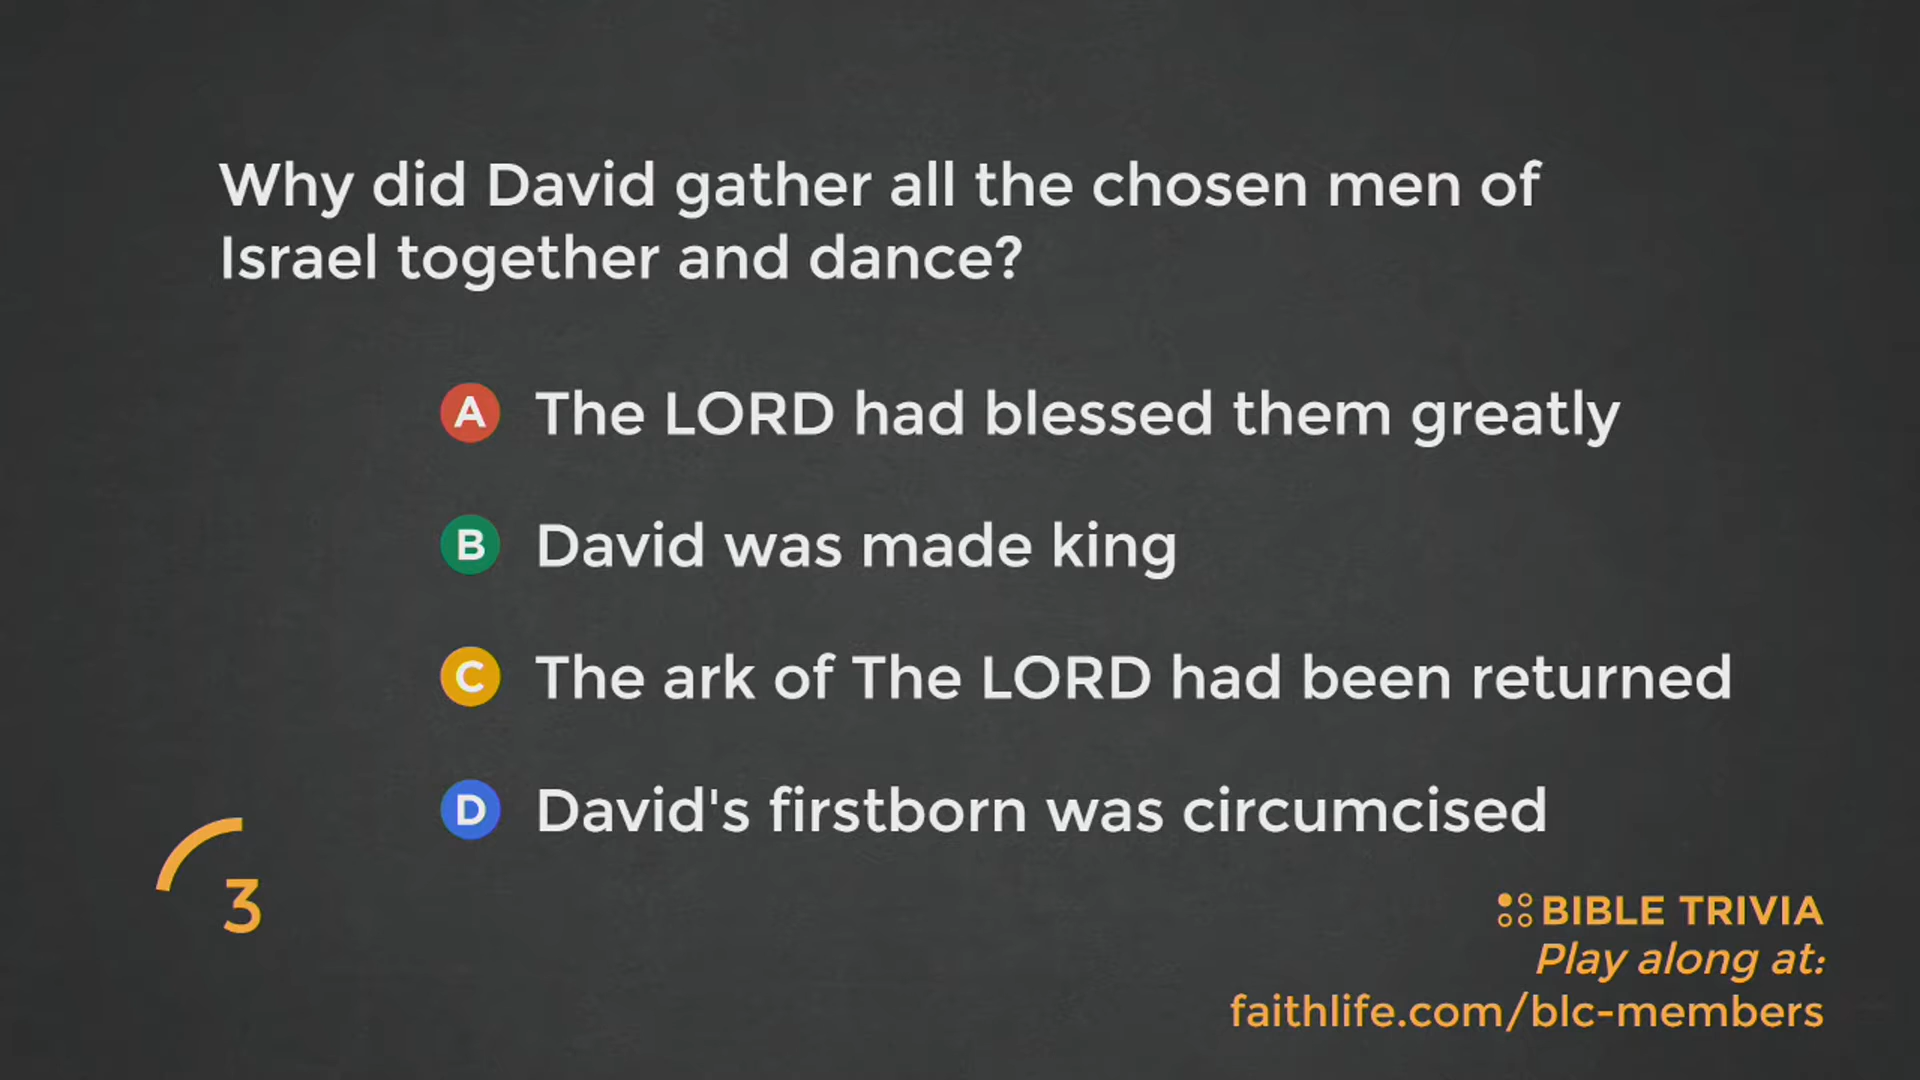 Why did David gather all the chosen men of
Israel together and dance?
A The LORD had blessed them greatly
B David was made king
C The ark of The LORD had been returned
D David's firstborn was circumcised
3
BIBLE TRIVIA
Play along at:
faithlife.com/blc-members